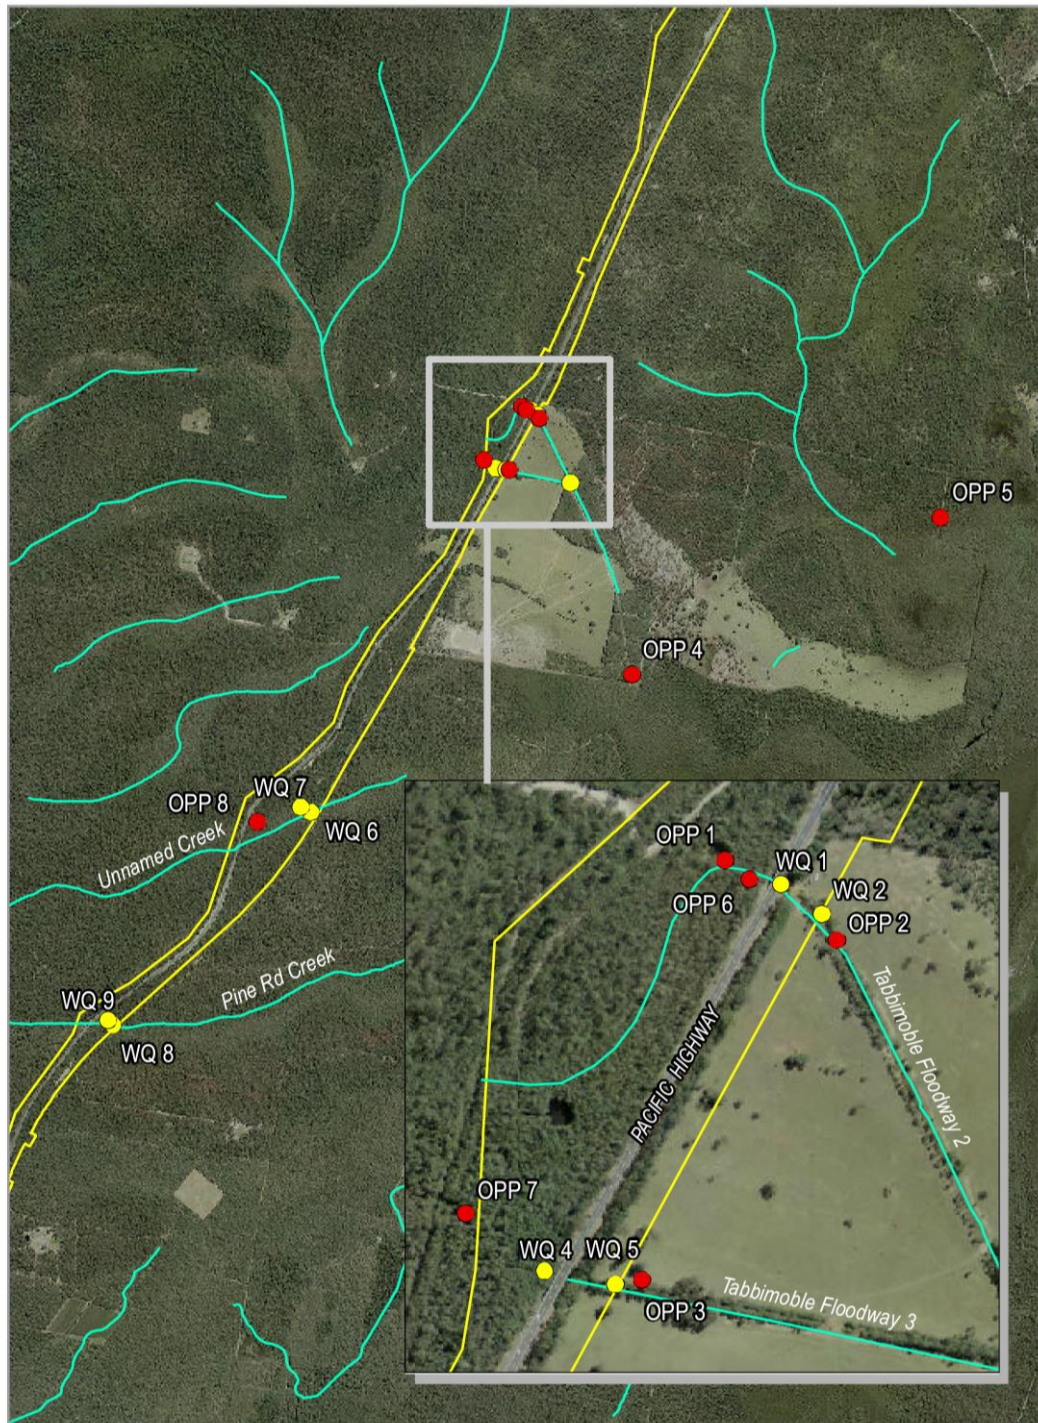 OPP 5
OPP 4
WQ 7
OPP 8
WQ 6
Unnamed Creek
Pine Rd Creek
WQ 9
WQ 8
OPP 1
WQ 1
OPP 6
WQ 2
OPP 2
Tabbimoble Floodway 2
PACIFIC HIGHWAY
OPP 7
WQ 4
WQ 5
OPP 3
Tabbimoble Floodway 3